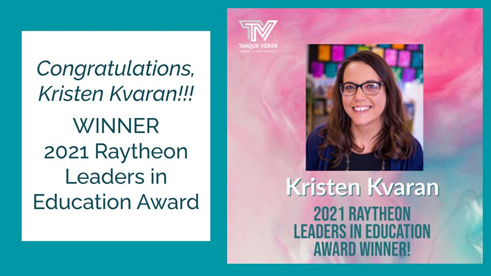 Congratulations,
Kristen Kvaran!!!
WINNER
2021 Raytheon
Leaders in
Education Award
TV
TANQUE VERDE
Kristen Kvaran
2021 RAYTHEON
LEADERS IN EDUCATION
AWARD WINNER!